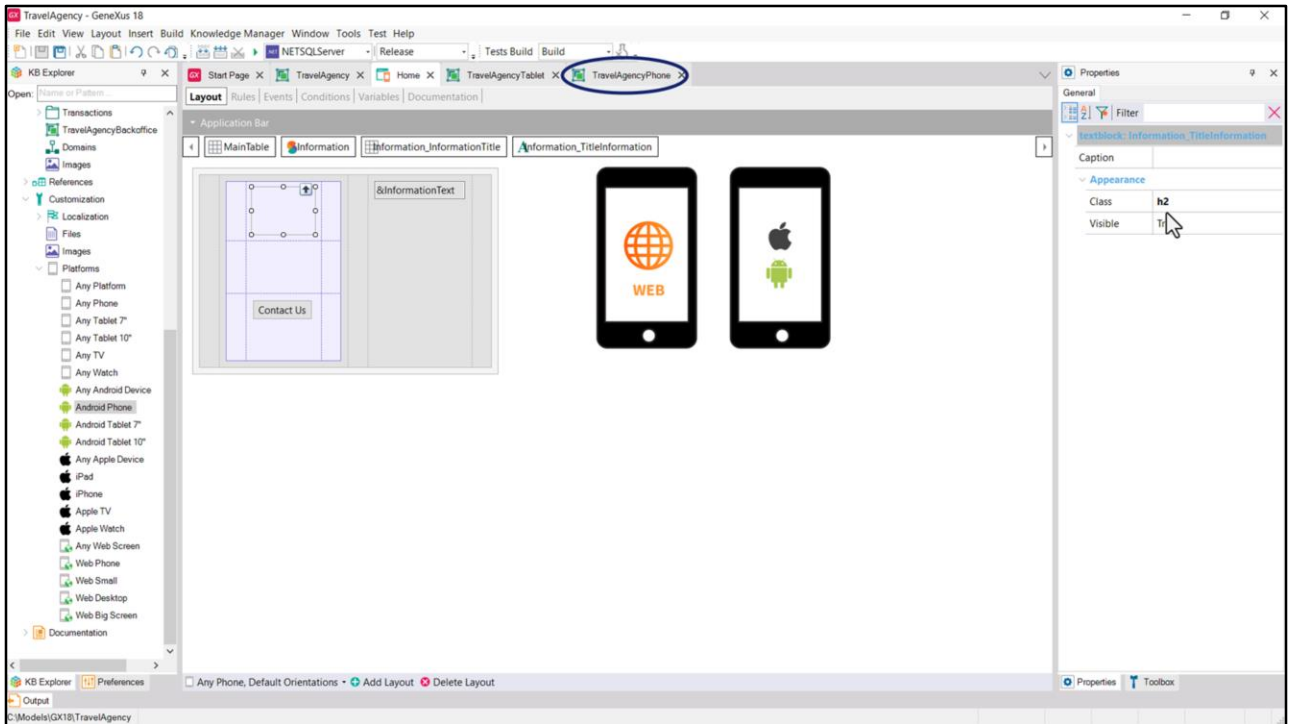 TravelAgency - GeneXus 18
File Edit View Layout Insert Build Knowledge Manager Window Tools Test Help
NETSQLServer Release Tests Build Build
KB Explorer
Open: Name or Pattern
Transactions
TravelAgencyBackoffice
Domains
Images
References
Customization
Localization
Files
Images
Platforms
Any Platform
Any Phone
Any Tablet 7"
Any Tablet 10"
Any TV
Any Watch
Any Android Device
Android Phone
Android Tablet 7"
Android Tablet 10"
Any Apple Device
iPad
iPhone
Apple TV
Apple Watch
Any Web Screen
Web Phone
Web Small
Web Desktop
Web Big Screen
Documentation
KB Explorer Preferences
Start Page TravelAgency Home TravelAgencyTablet TravelAgencyPhone
Layout Rules Events Conditions Variables Documentation
Application Bar
MainTable Information Information_InformationTitle Information_TitleInformation
&InformationText
Contact Us
WEB
Any Phone, Default Orientations Add Layout Delete Layout
Properties
General
Filter
textblock: Information_TitleInformation
Caption
Appearance
Class h2
Visible
Properties Toolbox
Output
C:\Models\GX18\TravelAgency